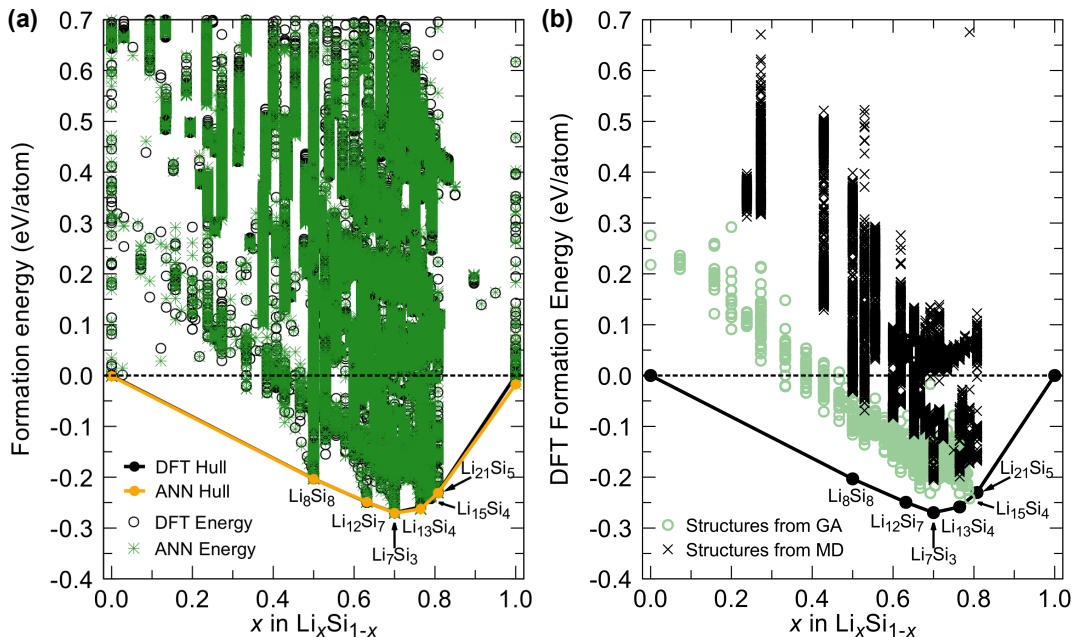 (a)
Formation energy (eV/atom)
0.7
0.6
0.5
0.4
0.3
0.2
0.1
0.0
-0.1
-0.2
-0.3
-0.4
DFT Hull
ANN Hull
DFT Energy
ANN Energy
Li8Si8
Li12Si7
Li7Si3
Li13Si4
Li15Si4
Li21Si5
0.0 0.2 0.4 0.6 0.8 1.0
x in LixSi1-x
(b)
DFT Formation Energy (eV/atom)
0.7
0.6
0.5
0.4
0.3
0.2
0.1
0.0
-0.1
-0.2
-0.3
-0.4
Structures from GA
Structures from MD
Li8Si8
Li12Si7
Li7Si3
Li13Si4
Li15Si4
Li21Si5
0.0 0.2 0.4 0.6 0.8 1.0
x in LixSi1-x